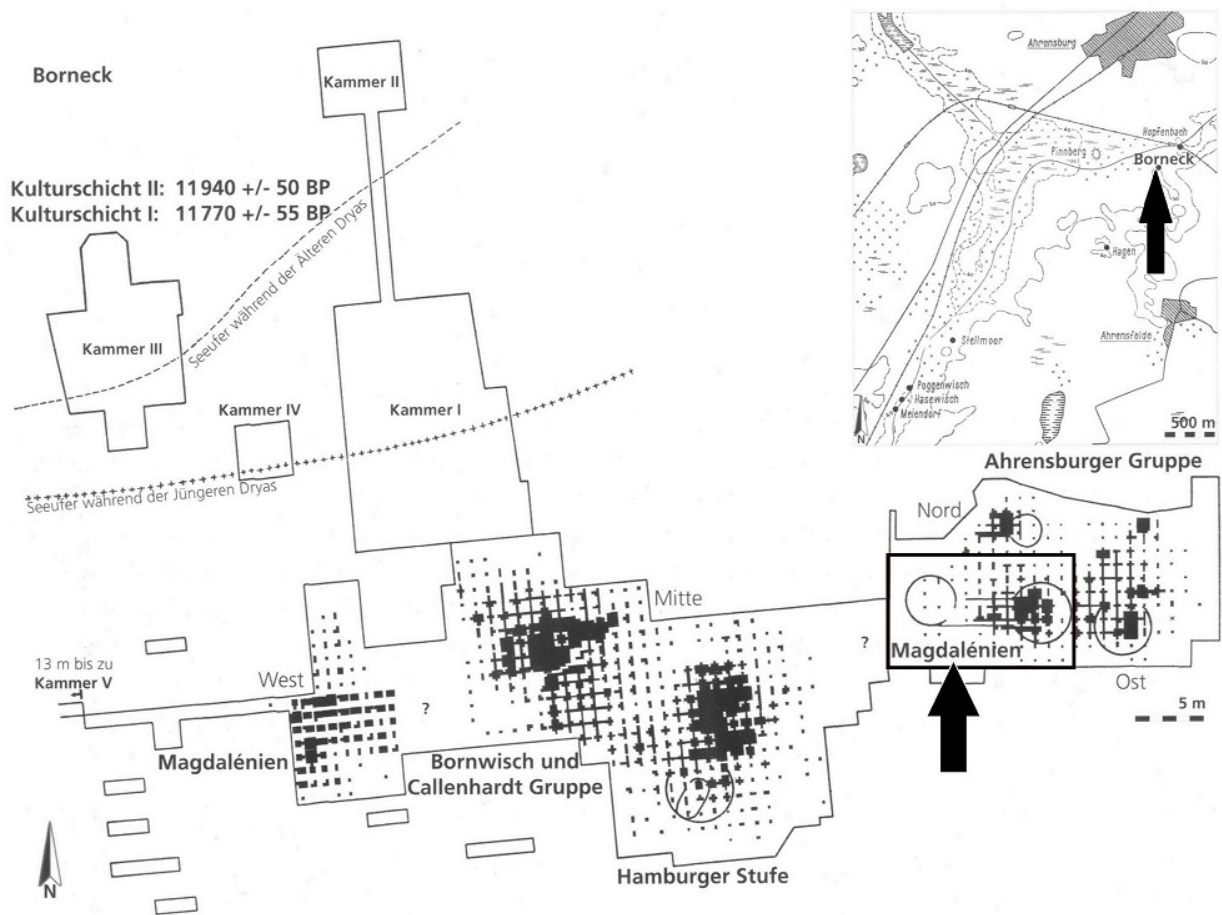 Borneck
Kulturschicht II: 11940 +/- 50 BP
Kulturschicht I: 11770 +/- 55 BP
Kammer II
Seeufer während der Älteren Dryas
Kammer III
Kammer IV
Kammer I
Seeufer während der Jüngeren Dryas
Ahrensburg
Hopfenbach
Pinnberg
Borneck
Hagen
Ahrensfelde
Stellmoor
Poggenwisch
Hasewisch
Meiendorf
N
500 m
Ahrensburger Gruppe
Nord
Mitte
?
Magdalénien
Ost
5 m
13 m bis zu
Kammer V
West
?
Magdalénien
Bornwisch und
Callenhardt Gruppe
Hamburger Stufe
N